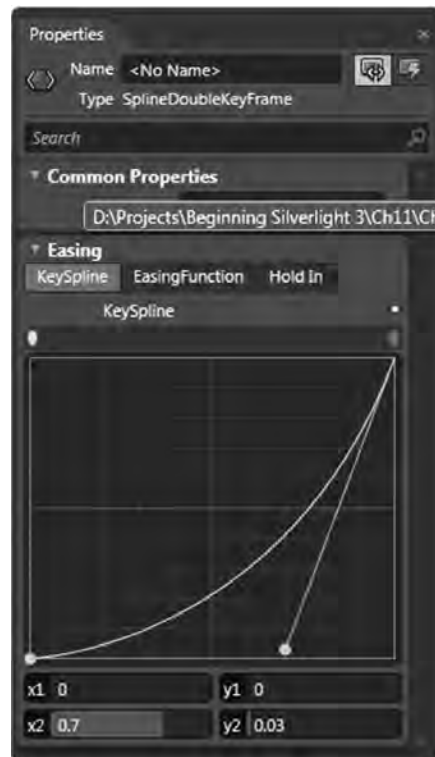 Properties
Name <No Name>
Type SplineDoubleKeyFrame
Search
Common Properties
D:\Projects\Beginning Silverlight 3\Ch11\Ch
Easing
KeySpline EasingFunction Hold In
KeySpline
x1 0 y1 0
x2 0.7 y2 0.03